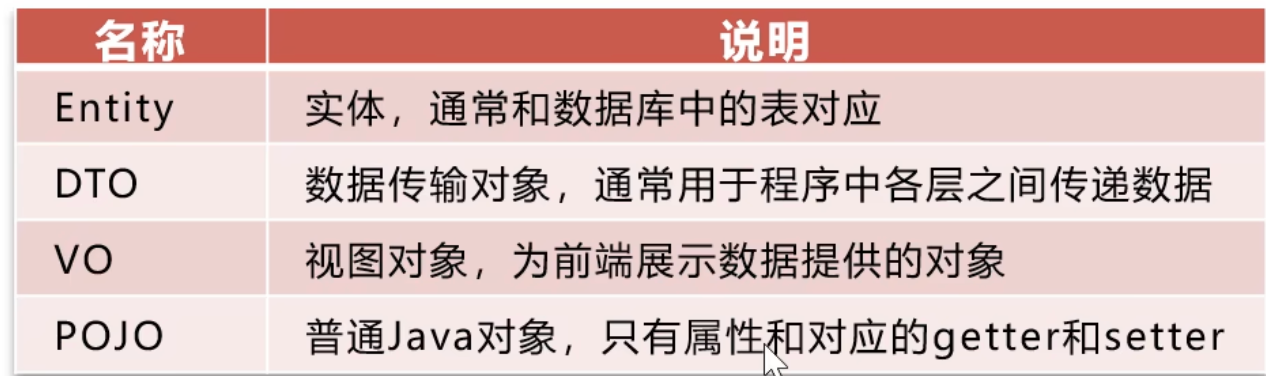 名称 说明
Entity 实体，通常和数据库中的表对应
DTO 数据传输对象，通常用于程序中各层之间传递数据
VO 视图对象，为前端展示数据提供的对象
POJO 普通Java对象，只有属性和对应的getter和setter